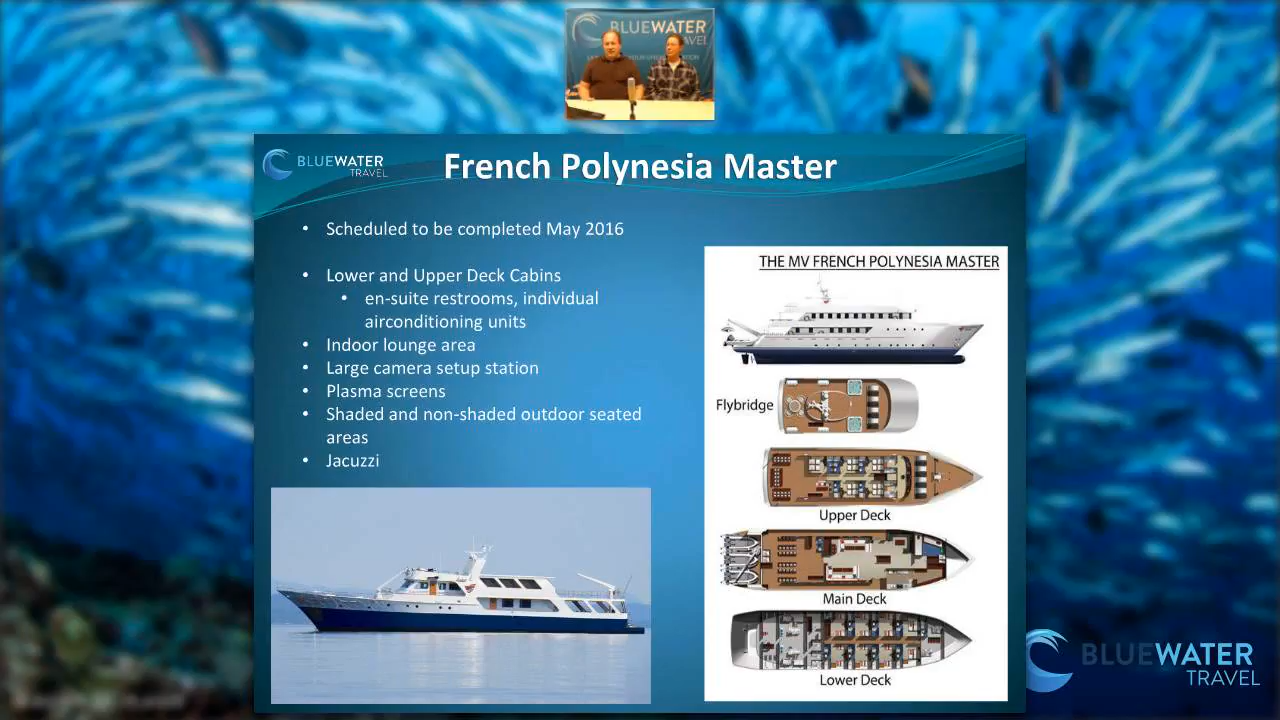 BLUEWATER
TRAVEL
BLUEWATER
TRAVEL
French Polynesia Master
• Scheduled to be completed May 2016
• Lower and Upper Deck Cabins
• en-suite restrooms, individual
airconditioning units
• Indoor lounge area
• Large camera setup station
• Plasma screens
• Shaded and non-shaded outdoor seated
areas
• Jacuzzi
THE MV FRENCH POLYNESIA MASTER
Flybridge
Upper Deck
Main Deck
Lower Deck
BLUEWATER
TRAVEL